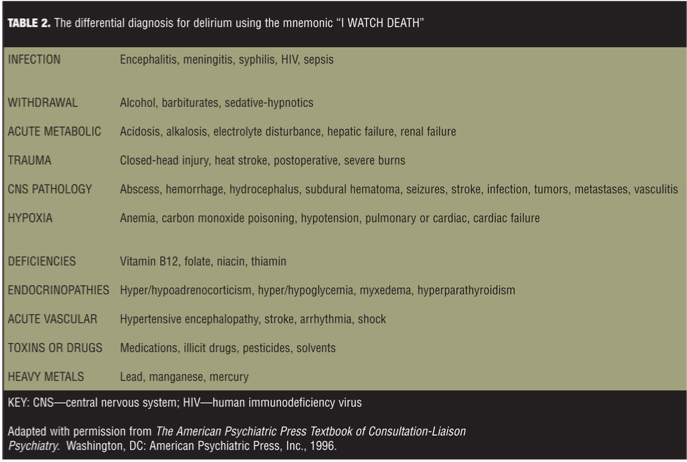 TABLE 2. The differential diagnosis for delirium using the mnemonic “I WATCH DEATH”
INFECTION Encephalitis, meningitis, syphilis, HIV, sepsis
WITHDRAWAL Alcohol, barbiturates, sedative-hypnotics
ACUTE METABOLIC Acidosis, alkalosis, electrolyte disturbance, hepatic failure, renal failure
TRAUMA Closed-head injury, heat stroke, postoperative, severe burns
CNS PATHOLOGY Abscess, hemorrhage, hydrocephalus, subdural hematoma, seizures, stroke, infection, tumors, metastases, vasculitis
HYPOXIA Anemia, carbon monoxide poisoning, hypotension, pulmonary or cardiac, cardiac failure
DEFICIENCIES Vitamin B12, folate, niacin, thiamin
ENDOCRINOPATHIES Hyper/hypoadrenocorticism, hyper/hypoglycemia, myxedema, hyperparathyroidism
ACUTE VASCULAR Hypertensive encephalopathy, stroke, arrhythmia, shock
TOXINS OR DRUGS Medications, illicit drugs, pesticides, solvents
HEAVY METALS Lead, manganese, mercury
KEY: CNS—central nervous system; HIV—human immunodeficiency virus
Adapted with permission from The American Psychiatric Press Textbook of Consultation-Liaison
Psychiatry. Washington, DC: American Psychiatric Press, Inc., 1996.